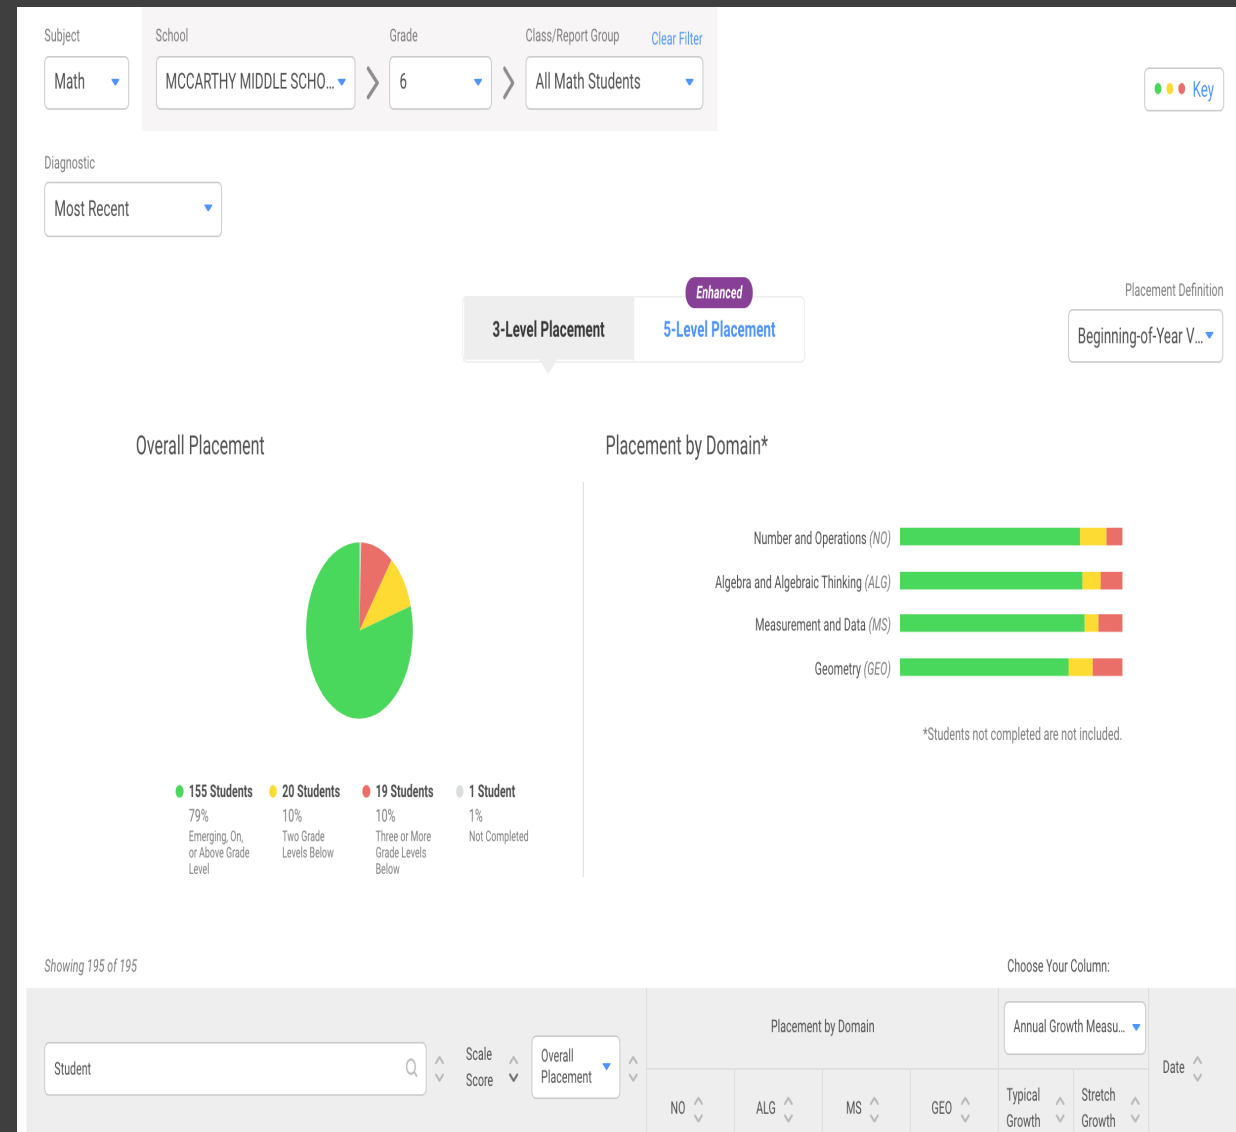 Subject
School
Grade
Class/Report Group
Clear Filter
Math
MCCARTHY MIDDLE SCHO...
6
All Math Students
Key
Diagnostic
Most Recent
Enhanced
3-Level Placement
5-Level Placement
Placement Definition
Beginning-of-Year V...
Overall Placement
Placement by Domain*
Number and Operations (NO)
Algebra and Algebraic Thinking (ALG)
Measurement and Data (MS)
Geometry (GEO)
*Students not completed are not included.
155 Students
79%
Emerging, On,
or Above Grade
Level
20 Students
10%
Two Grade
Levels Below
19 Students
10%
Three or More
Grade Levels
Below
1 Student
1%
Not Completed
Showing 195 of 195
Choose Your Column:
Student
Scale
Score
Overall
Placement
Placement by Domain
NO
ALG
MS
GEO
Annual Growth Measu...
Typical
Growth
Stretch
Growth
Date